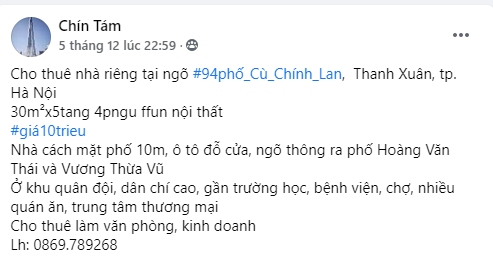 Chín Tám
5 tháng 12 lúc 22:59 ·
Cho thuê nhà riêng tại ngõ #94phố_Cù_Chính_Lan, Thanh Xuân, tp.
Hà Nội
30m²x5tang 4pngu ffun nội thất
#giá10trieu
Nhà cách mặt phố 10m, ô tô đỗ cửa, ngõ thông ra phố Hoàng Văn
Thái và Vương Thừa Vũ
Ở khu quân đội, dân chí cao, gần trường học, bệnh viện, chợ, nhiều
quán ăn, trung tâm thương mại
Cho thuê làm văn phòng, kinh doanh
Lh: 0869.789268